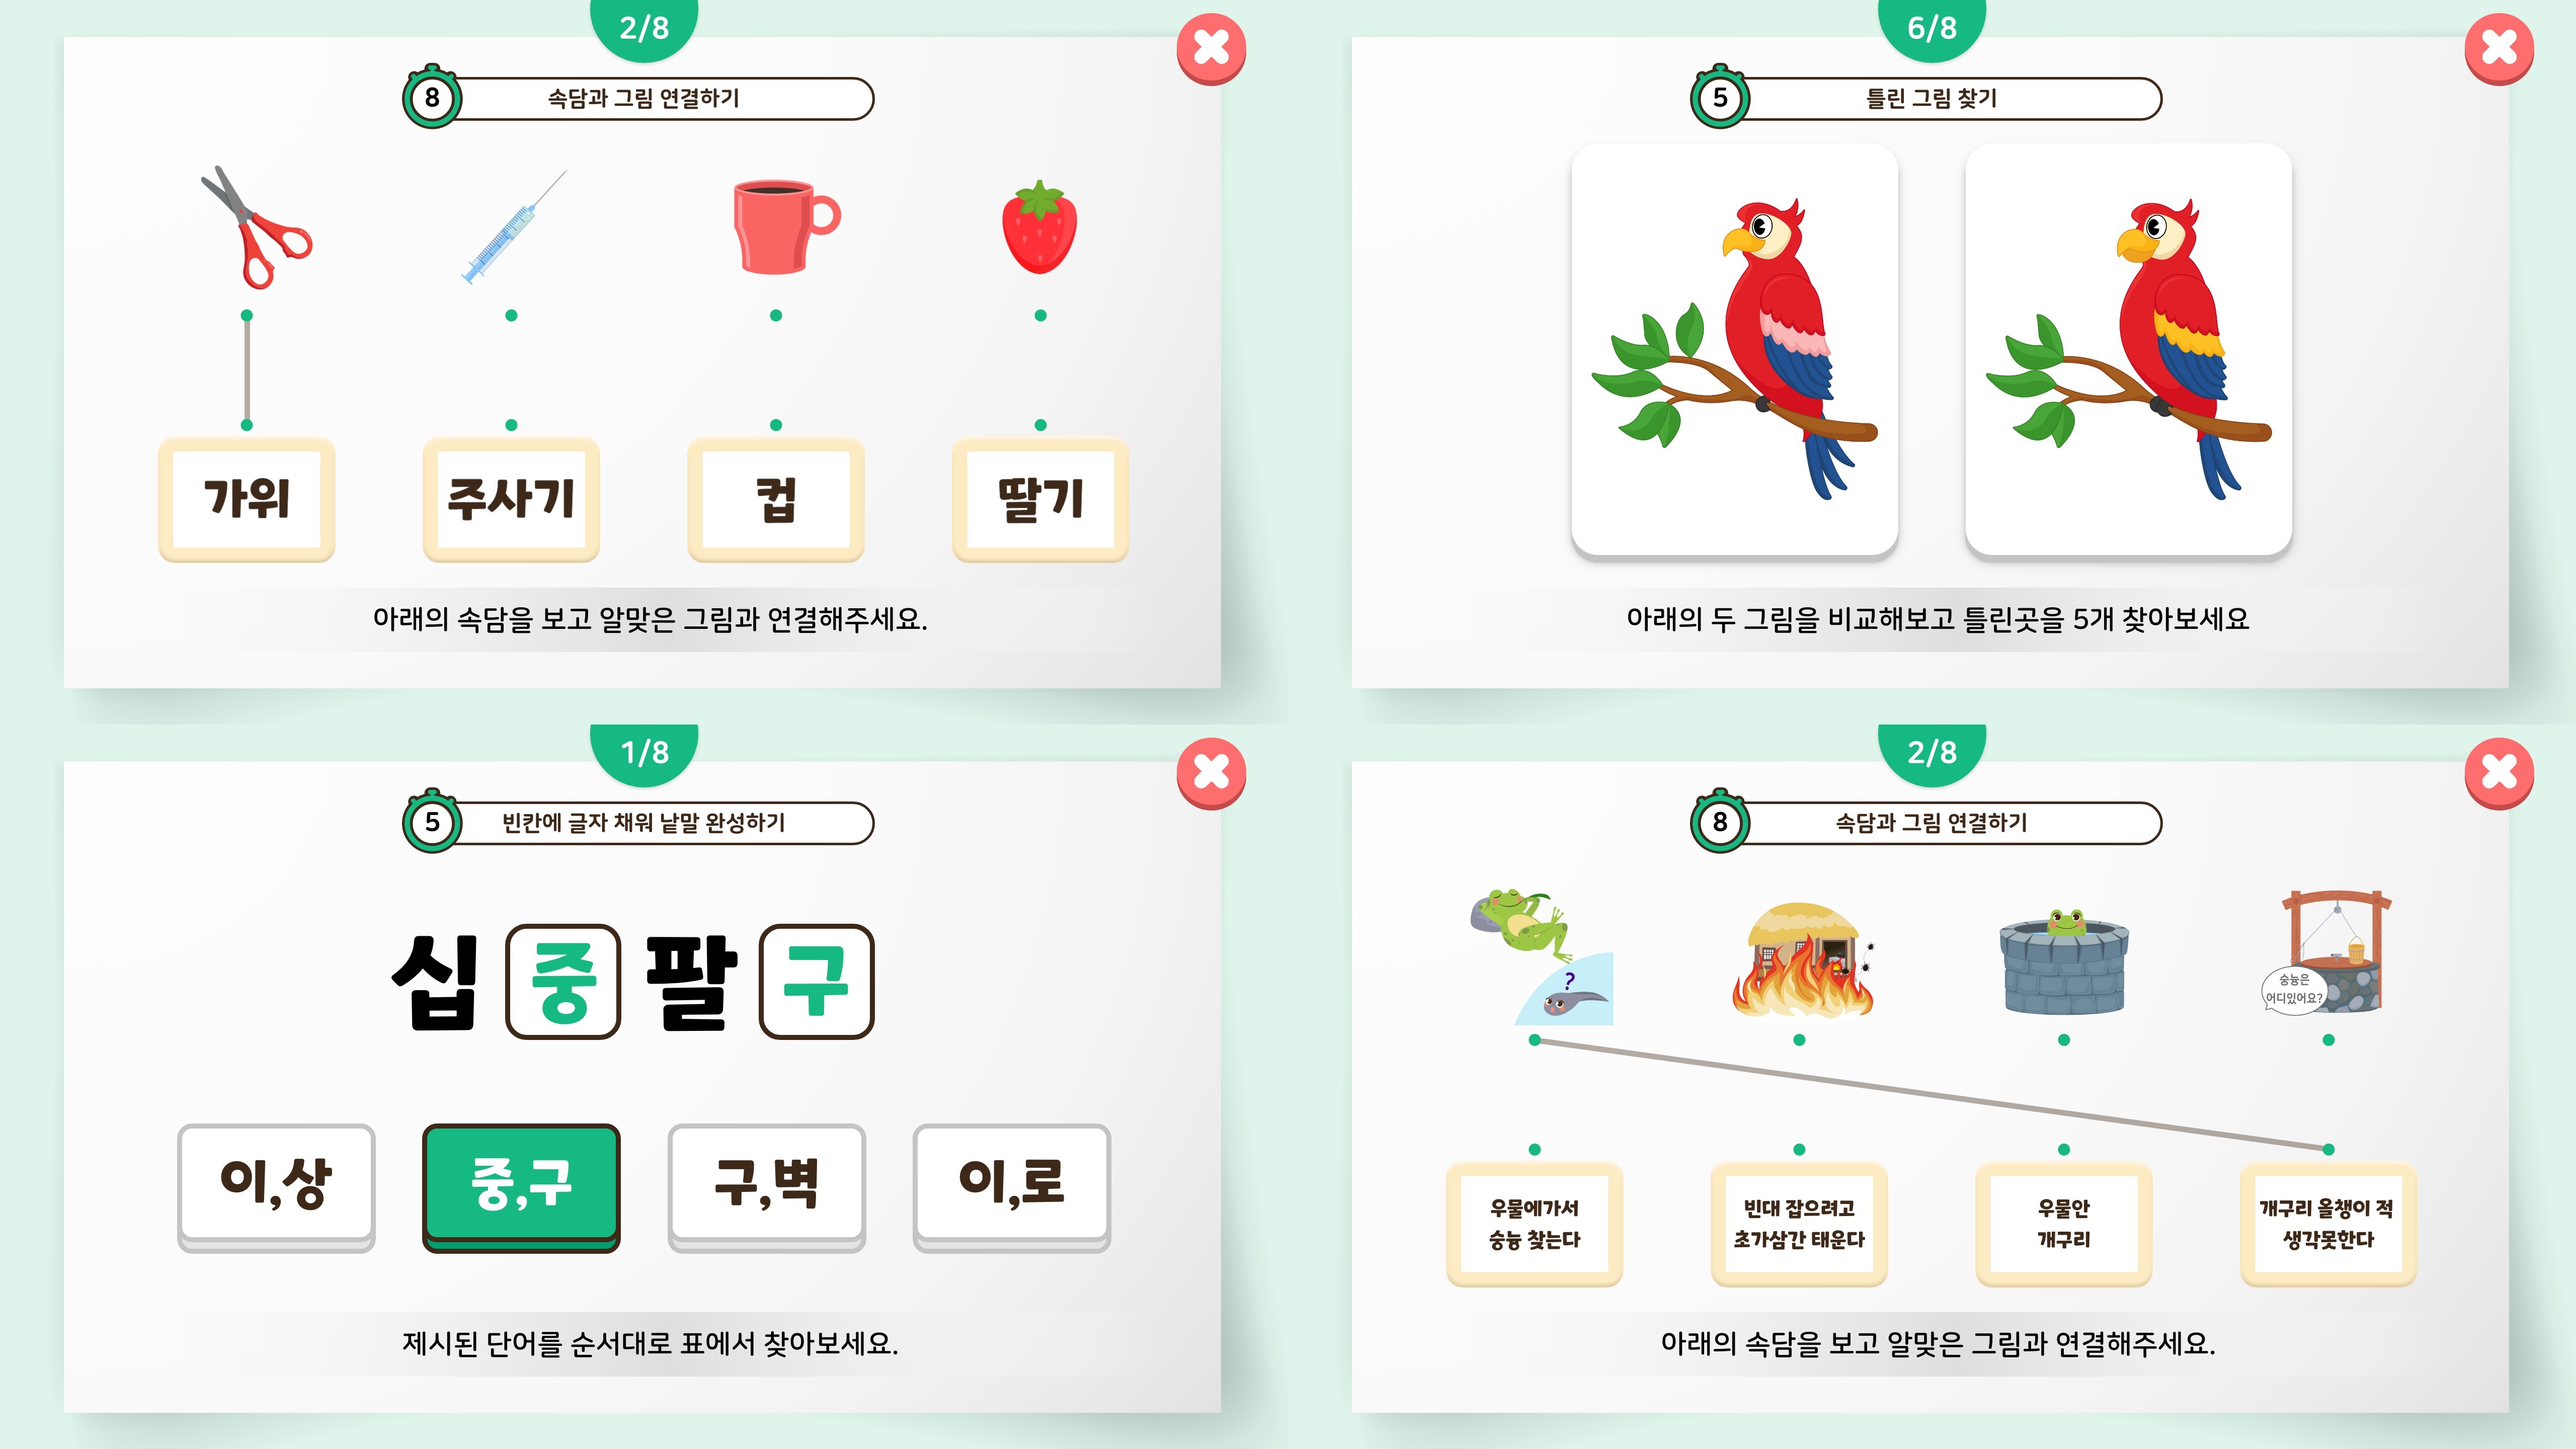 2/8
8
속담과 그림 연결하기
가위
주사기
컵
딸기
아래의 속담을 보고 알맞은 그림과 연결해주세요.
6/8
5
틀린 그림 찾기
아래의 두 그림을 비교해보고 틀린곳을 5개 찾아보세요
1/8
5
빈칸에 글자 채워 낱말 완성하기
십중팔구
이,상
중,구
구,벽
이,로
제시된 단어를 순서대로 표에서 찾아보세요.
2/8
8
속담과 그림 연결하기
?
숭늉은
어디있어요?
우물에가서
숭늉 찾는다
빈대 잡으려고
초가삼간 태운다
우물안
개구리
개구리 올챙이 적
생각못한다
아래의 속담을 보고 알맞은 그림과 연결해주세요.